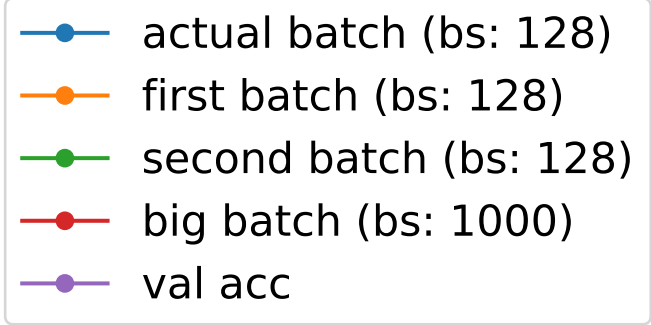 actual batch (bs: 128)
first batch (bs: 128)
second batch (bs: 128)
big batch (bs: 1000)
val acc